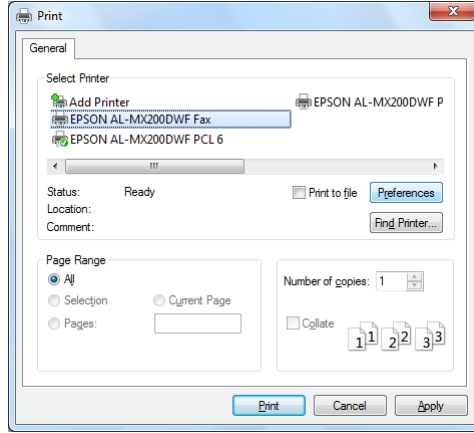 Print
General
Select Printer
Add Printer
EPSON AL-MX200DWF P
EPSON AL-MX200DWF Fax
EPSON AL-MX200DWF PCL 6
Status: Ready
Print to file
Preferences
Location:
Comment:
Find Printer...
Page Range
All
Selection
Current Page
Pages:
Number of copies: 1
Collate
1 1 2 2 3 3
Print
Cancel
Apply